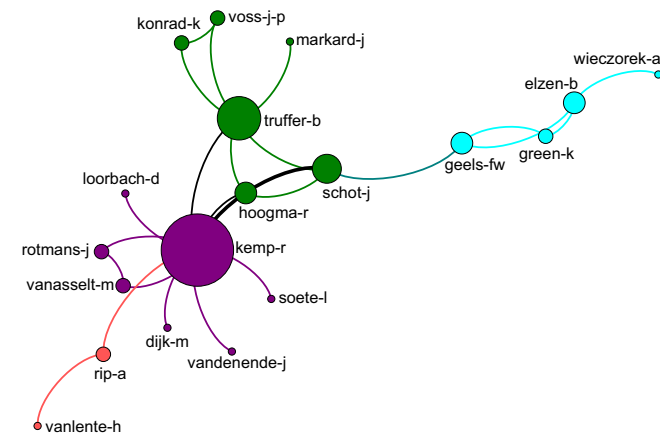 voss-j-p
konrad-k
markard-j
wieczorek-a
elzen-b
truffer-b
green-k
geels-fw
loorbach-d
schot-j
hoogma-r
rotmans-j
kemp-r
vanasselt-m
soete-l
dijk-m
vandenende-j
rip-a
vanlente-h